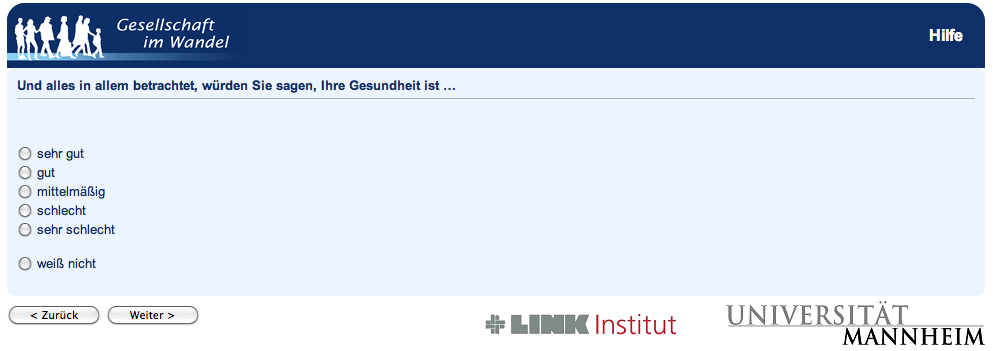 Gesellschaft
im Wandel
Hilfe
Und alles in allem betrachtet, würden Sie sagen, Ihre Gesundheit ist ...
sehr gut
gut
mittelmäßig
schlecht
sehr schlecht
weiß nicht
< Zurück
Weiter >
LINK Institut
UNIVERSITÄT
MANNHEIM